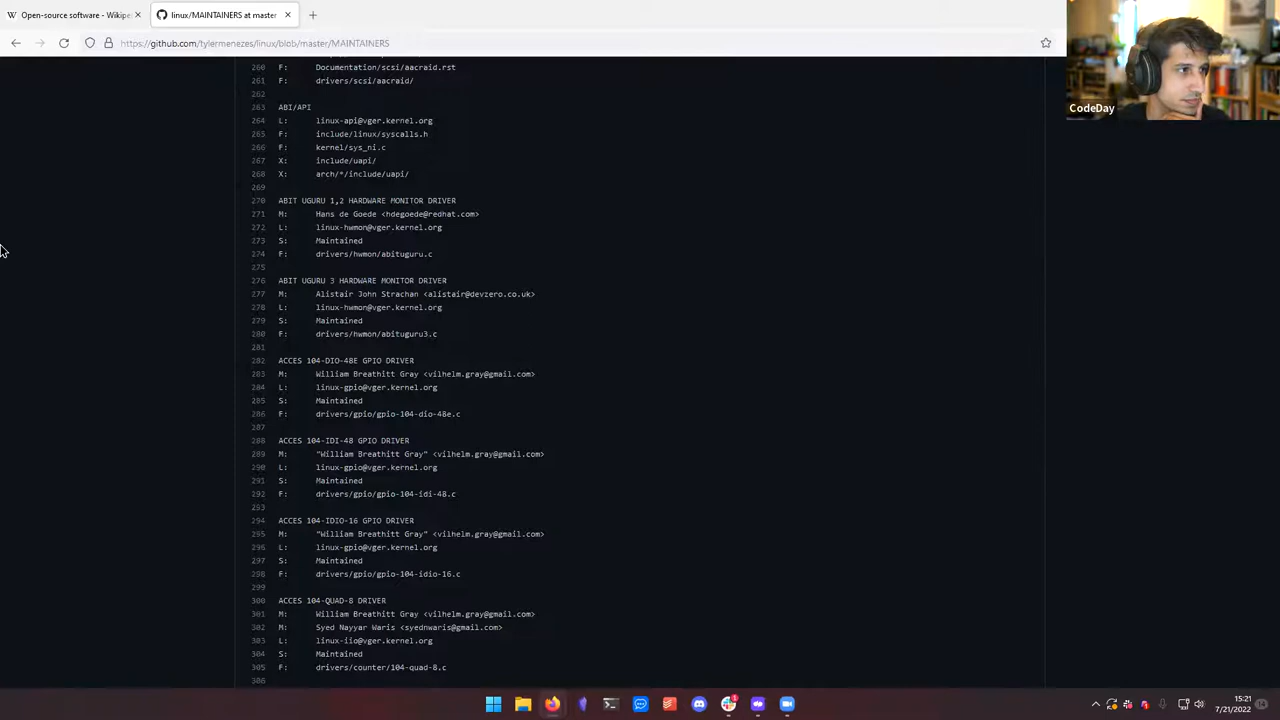 W Open-source software - Wikipe
linux/MAINTAINERS at master
https://github.com/tylermenezes/linux/blob/master/MAINTAINERS
CodeDay
260 F: Documentation/scsi/aacraid.rst
261 F: drivers/scsi/aacraid/
262
263 ABI/API
264 L: linux-api@vger.kernel.org
265 F: include/linux/syscalls.h
266 F: kernel/sys_ni.c
267 X: include/uapi/
268 X: arch/*/include/uapi/
269
270 ABIT UGURU 1,2 HARDWARE MONITOR DRIVER
271 M: Hans de Goede <hdegoede@redhat.com>
272 L: linux-hwmon@vger.kernel.org
273 S: Maintained
274 F: drivers/hwmon/abituguru.c
275
276 ABIT UGURU 3 HARDWARE MONITOR DRIVER
277 M: Alistair John Strachan <alistair@devzero.co.uk>
278 L: linux-hwmon@vger.kernel.org
279 S: Maintained
280 F: drivers/hwmon/abituguru3.c
281
282 ACCES 104-DIO-48E GPIO DRIVER
283 M: William Breathitt Gray <vilhelm.gray@gmail.com>
284 L: linux-gpio@vger.kernel.org
285 S: Maintained
286 F: drivers/gpio/gpio-104-dio-48e.c
287
288 ACCES 104-IDI-48 GPIO DRIVER
289 M: "William Breathitt Gray" <vilhelm.gray@gmail.com>
290 L: linux-gpio@vger.kernel.org
291 S: Maintained
292 F: drivers/gpio/gpio-104-idi-48.c
293
294 ACCES 104-IDIO-16 GPIO DRIVER
295 M: "William Breathitt Gray" <vilhelm.gray@gmail.com>
296 L: linux-gpio@vger.kernel.org
297 S: Maintained
298 F: drivers/gpio/gpio-104-idio-16.c
299
300 ACCES 104-QUAD-8 DRIVER
301 M: William Breathitt Gray <vilhelm.gray@gmail.com>
302 M: Syed Nayyar Waris <syednwaris@gmail.com>
303 L: linux-iio@vger.kernel.org
304 S: Maintained
305 F: drivers/counter/104-quad-8.c
306
15:21
7/21/2022